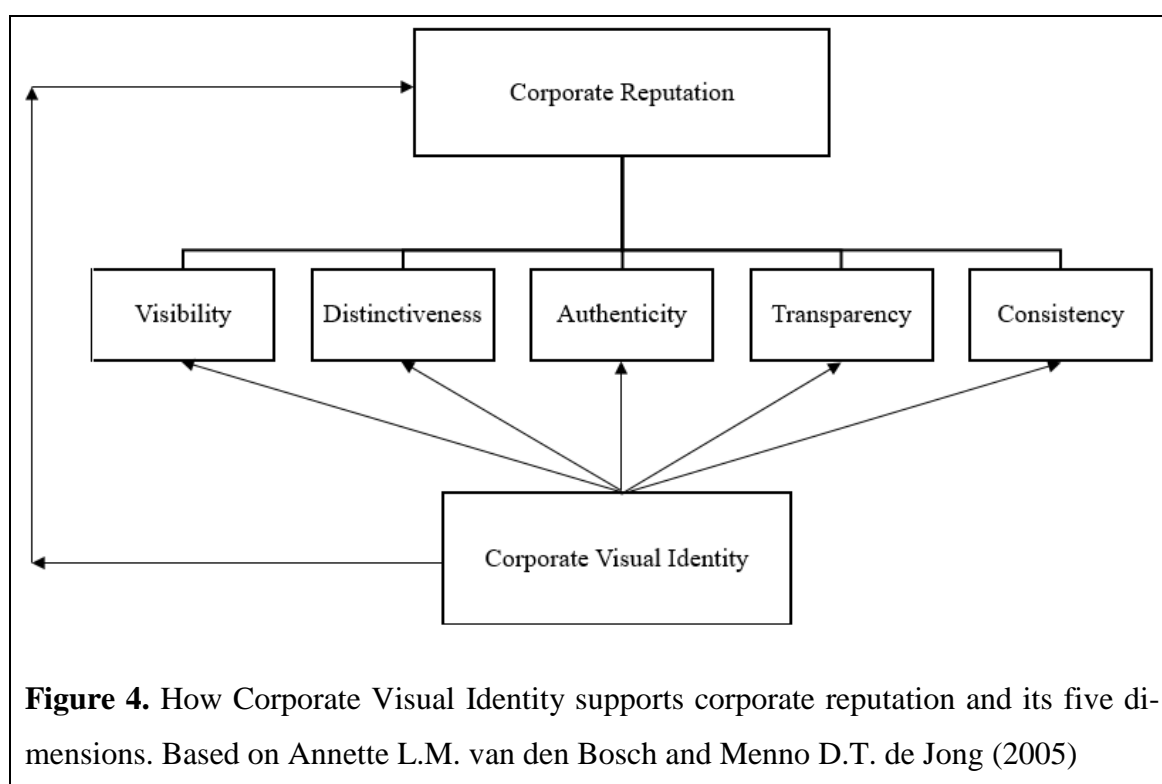 Corporate Reputation
Visibility
Distinctiveness
Authenticity
Transparency
Consistency
Corporate Visual Identity
Figure 4. How Corporate Visual Identity supports corporate reputation and its five di-
mensions. Based on Annette L.M. van den Bosch and Menno D.T. de Jong (2005)